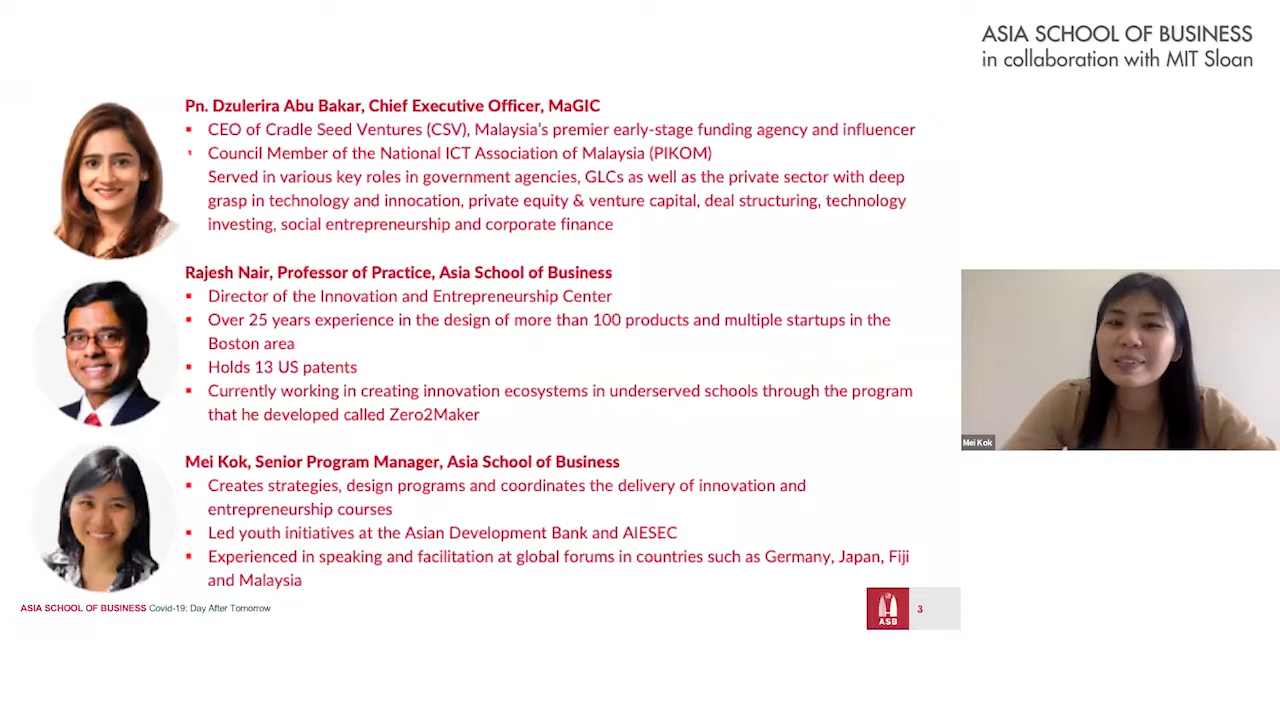 ASIA SCHOOL OF BUSINESS
in collaboration with MIT Sloan
Pn. Dzulerira Abu Bakar, Chief Executive Officer, MaGIC
▪ CEO of Cradle Seed Ventures (CSV), Malaysia's premier early-stage funding agency and influencer
▪ Council Member of the National ICT Association of Malaysia (PIKOM)
Served in various key roles in government agencies, GLCs as well as the private sector with deep
grasp in technology and innocation, private equity & venture capital, deal structuring, technology
investing, social entrepreneurship and corporate finance
Rajesh Nair, Professor of Practice, Asia School of Business
▪ Director of the Innovation and Entrepreneurship Center
▪ Over 25 years experience in the design of more than 100 products and multiple startups in the
Boston area
▪ Holds 13 US patents
▪ Currently working in creating innovation ecosystems in underserved schools through the program
that he developed called Zero2Maker
Mei Kok, Senior Program Manager, Asia School of Business
▪ Creates strategies, design programs and coordinates the delivery of innovation and
entrepreneurship courses
▪ Led youth initiatives at the Asian Development Bank and AIESEC
▪ Experienced in speaking and facilitation at global forums in countries such as Germany, Japan, Fiji
and Malaysia
Mei Kok
ASIA SCHOOL OF BUSINESS Covid-19: Day After Tomorrow
ASB
3